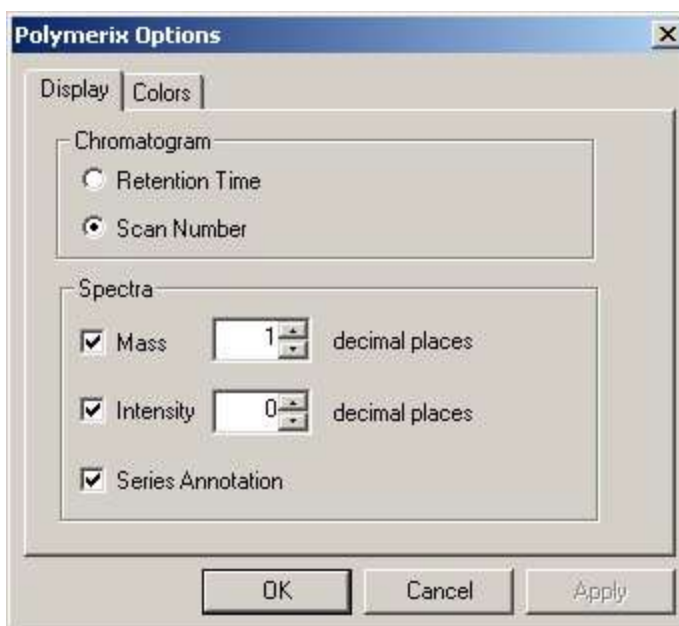 Polymerix Options
Display Colors
Chromatogram
Retention Time
Scan Number
Spectra
Mass 1 decimal places
Intensity 0 decimal places
Series Annotation
OK Cancel Apply